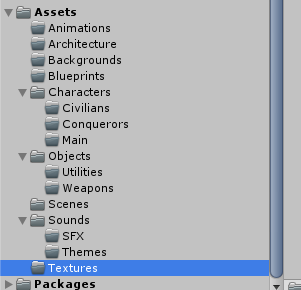 Assets
Animations
Architecture
Backgrounds
Blueprints
Characters
Civilians
Conquerors
Main
Objects
Utilities
Weapons
Scenes
Sounds
SFX
Themes
Textures
Packages